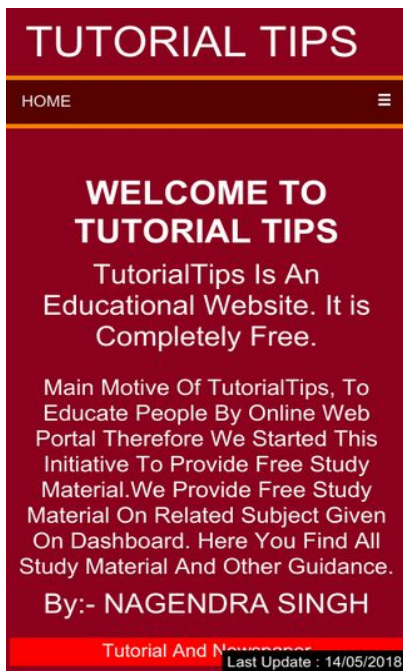 TUTORIAL TIPS
HOME
WELCOME TO
TUTORIAL TIPS
TutorialTips Is An
Educational Website. It is
Completely Free.
Main Motive Of TutorialTips, To
Educate People By Online Web
Portal Therefore We Started This
Initiative To Provide Free Study
Material.We Provide Free Study
Material On Related Subject Given
On Dashboard. Here You Find All
Study Material And Other Guidance.
By:- NAGENDRA SINGH
Tutorial And Newspaper
Last Update : 14/05/2018